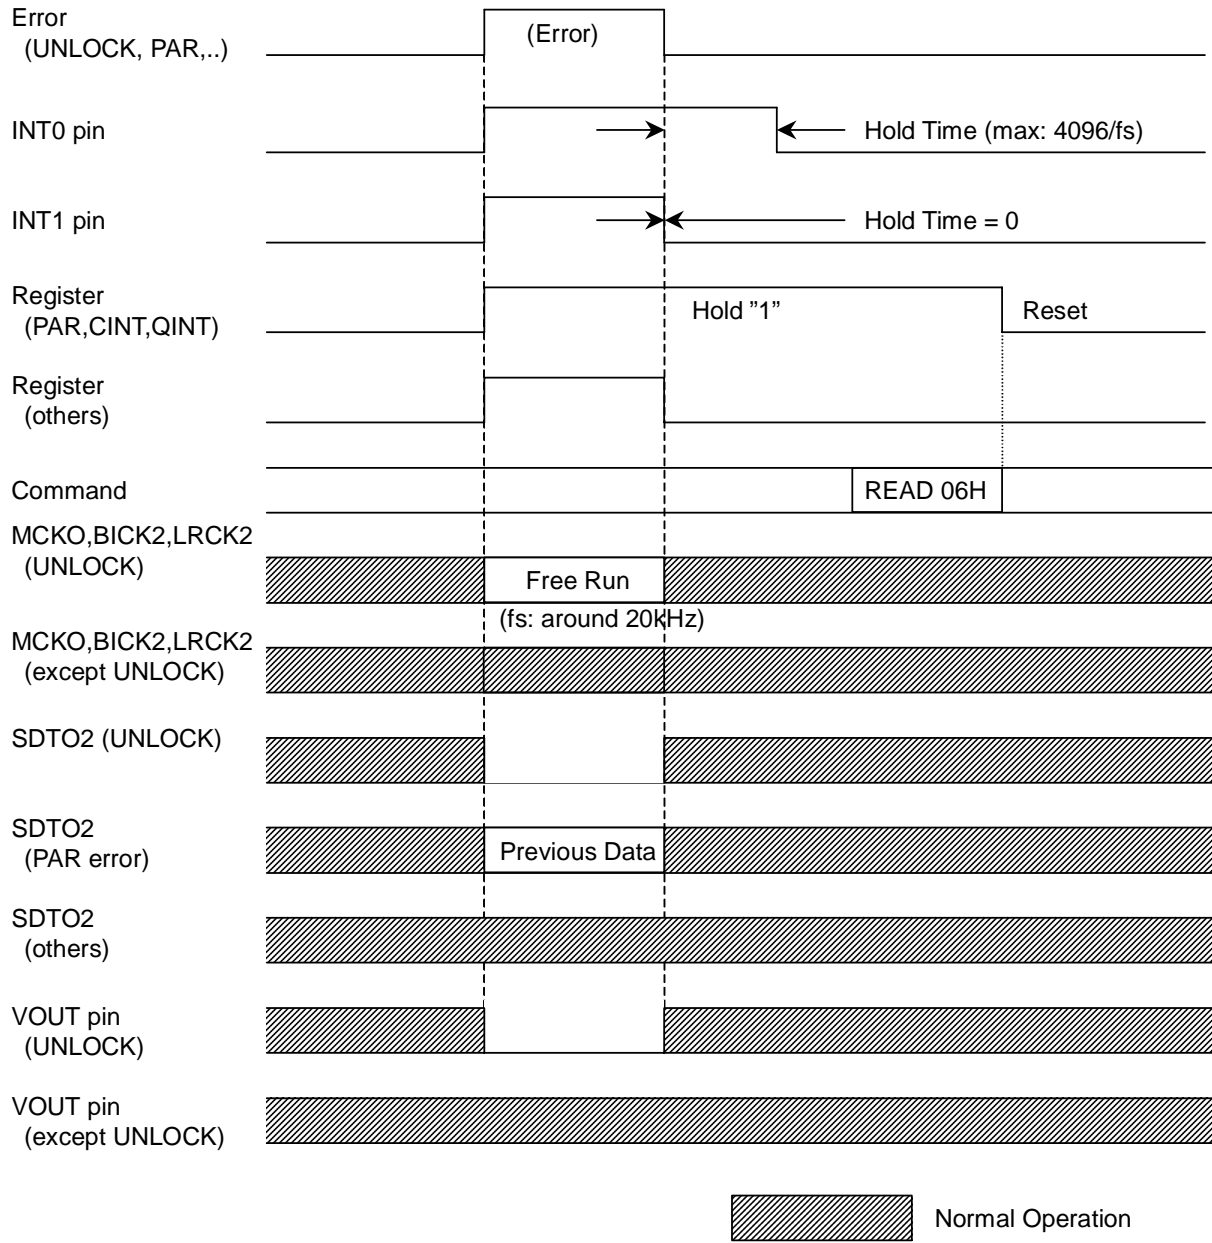 Error
(UNLOCK, PAR,..)
(Error)
INT0 pin
Hold Time (max: 4096/fs)
INT1 pin
Hold Time = 0
Register
(PAR,CINT,QINT)
Hold ”1”
Reset
Register
(others)
Command
READ 06H
MCKO,BICK2,LRCK2
(UNLOCK)
Free Run
(fs: around 20kHz)
MCKO,BICK2,LRCK2
(except UNLOCK)
SDTO2 (UNLOCK)
SDTO2
(PAR error)
Previous Data
SDTO2
(others)
VOUT pin
(UNLOCK)
VOUT pin
(except UNLOCK)
Normal Operation